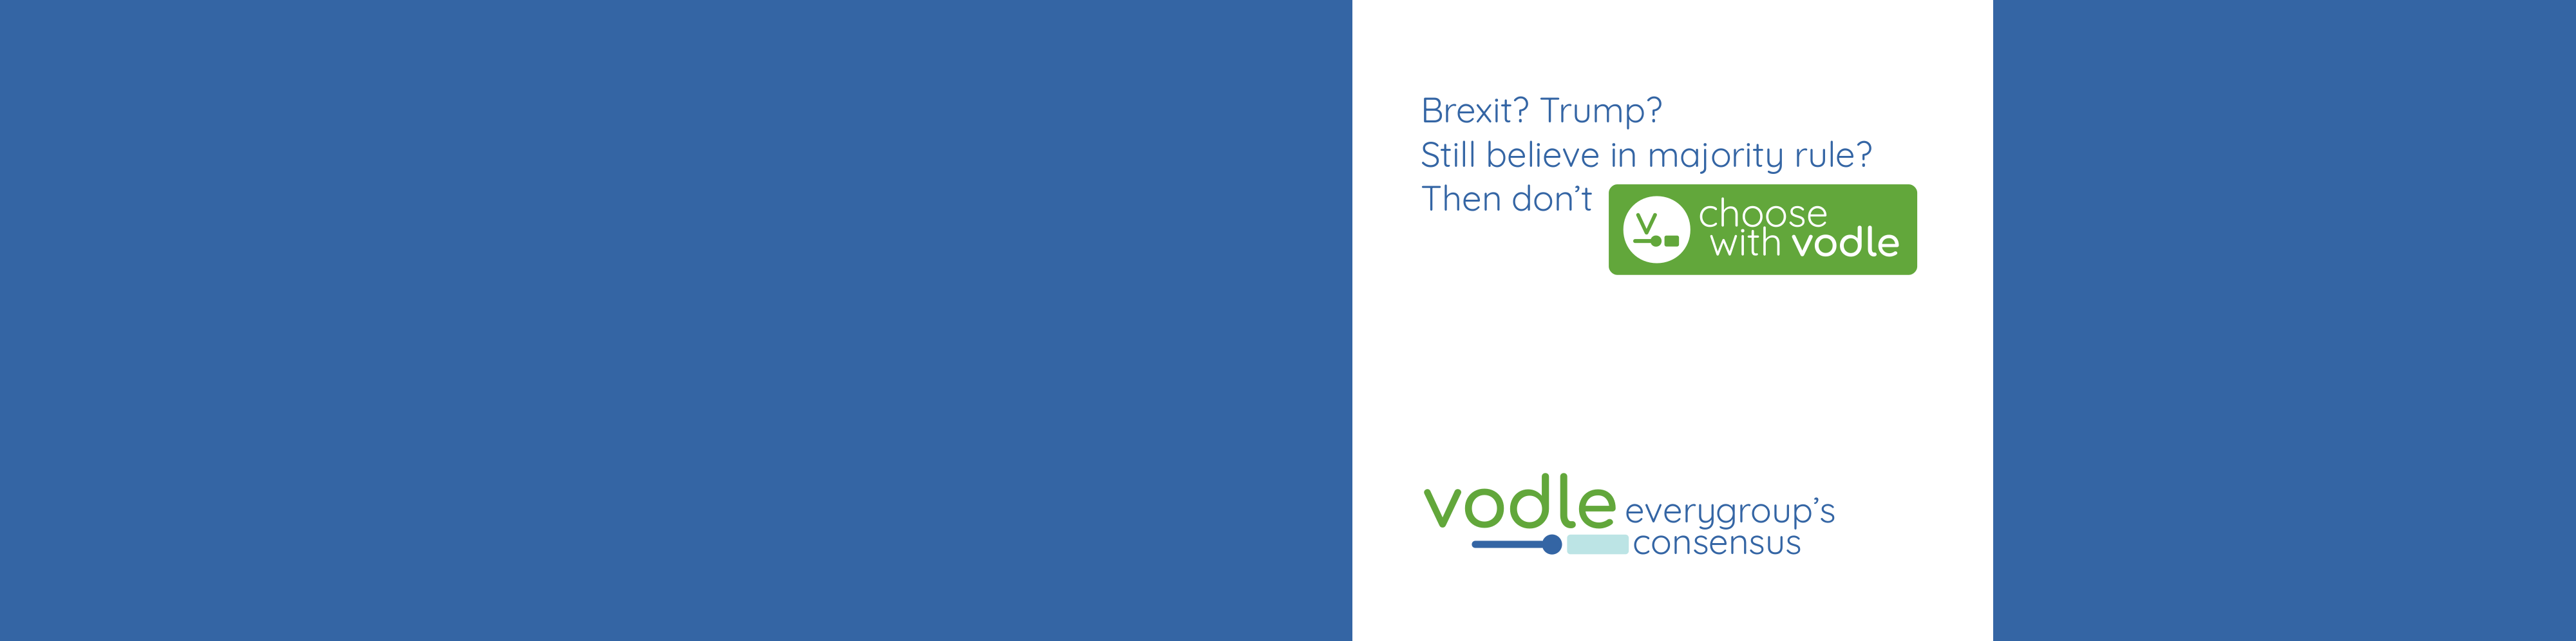 Brexit? Trump?
Still believe in majority rule?
Then don't
V
choose
with vodle
vodle everygroup's
consensus